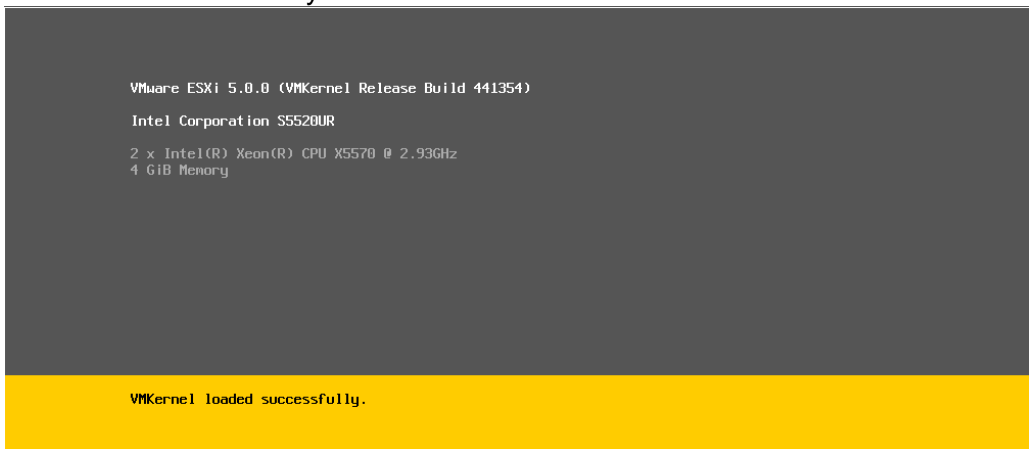 VMware ESXi 5.0.0 (VMKernel Release Build 441354)
Intel Corporation S5520UR
2 x Intel(R) Xeon(R) CPU X5570 @ 2.93GHz
4 GiB Memory
VMKernel loaded successfully.